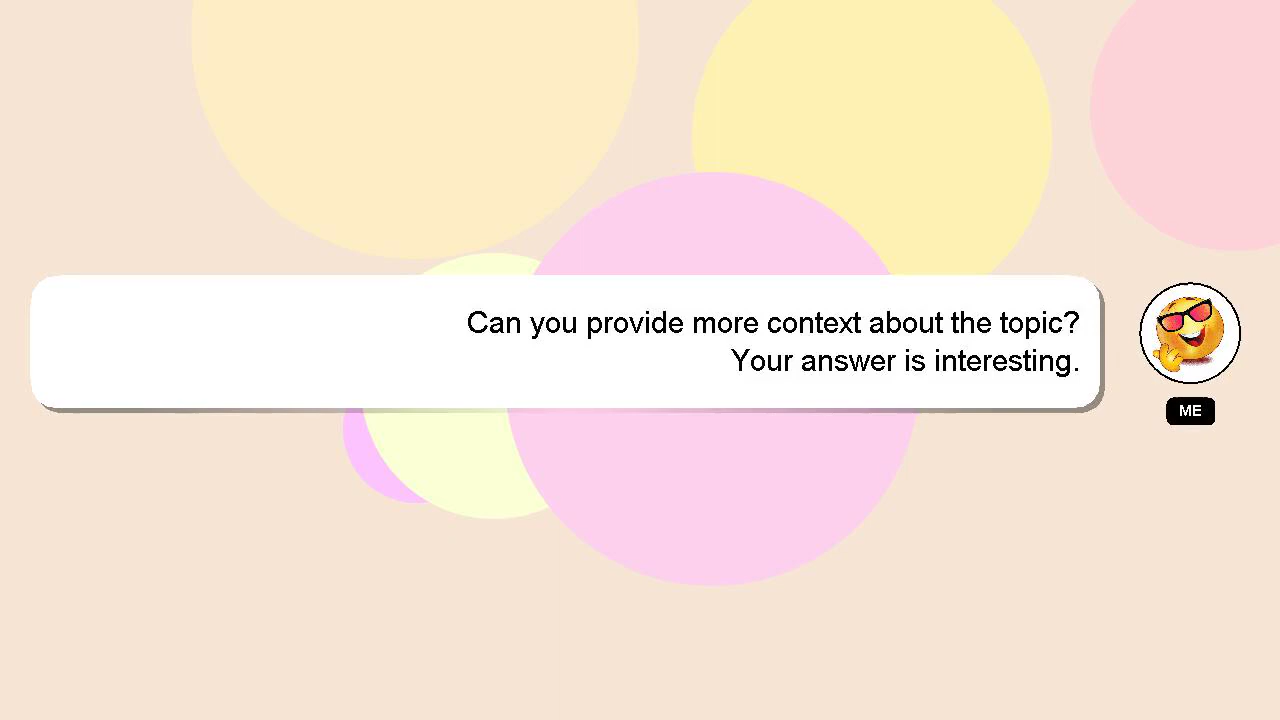 Can you provide more context about the topic?
Your answer is interesting.
ME